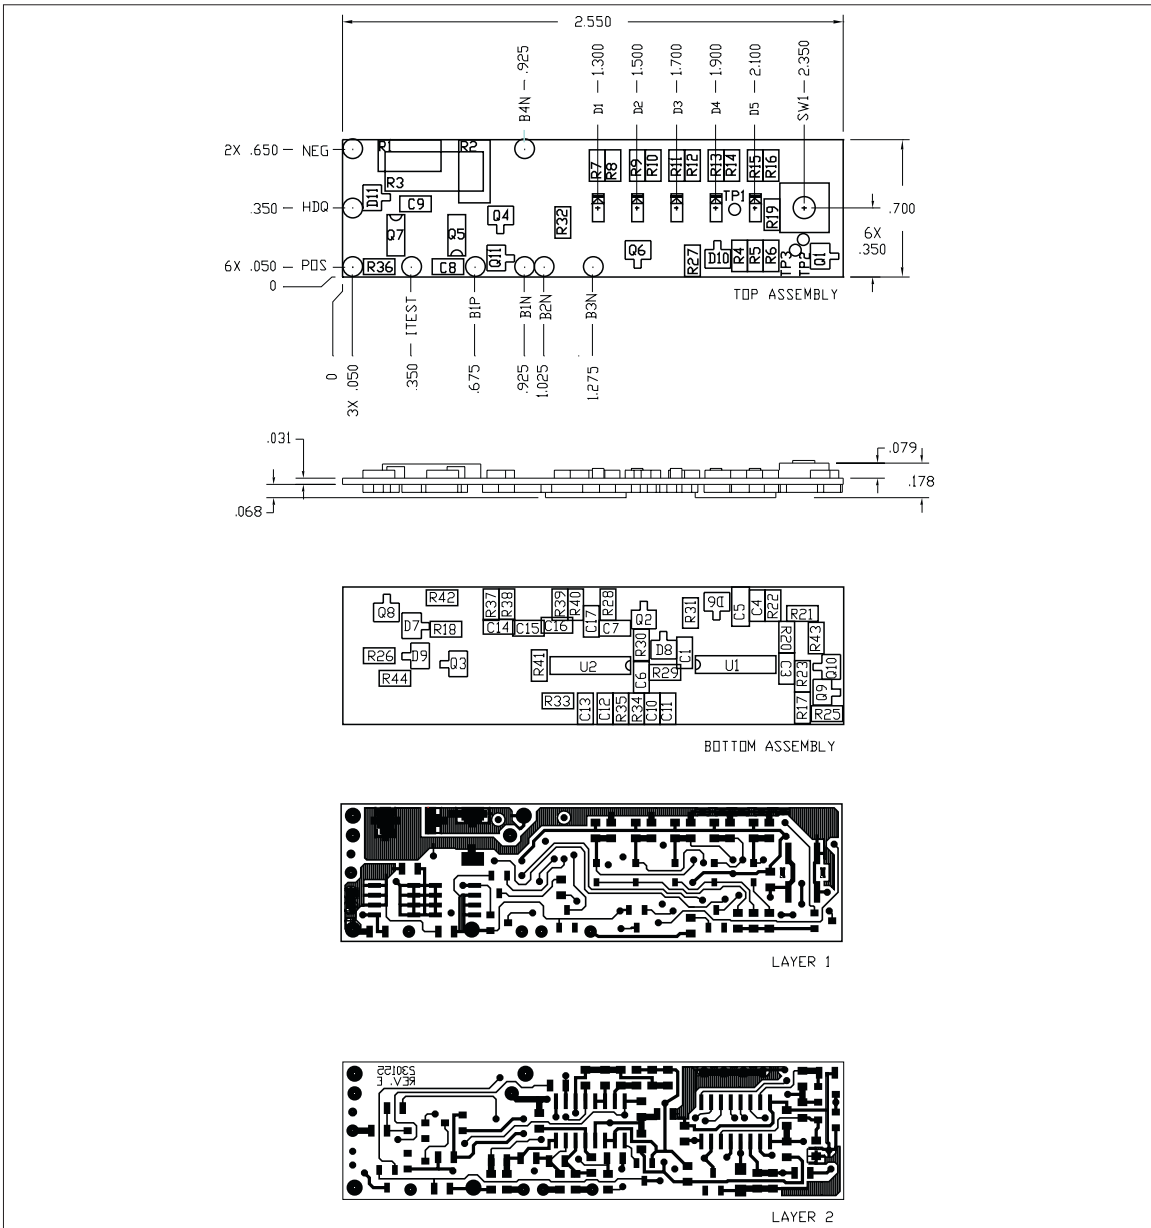 2.550
B4N — .925
D1 — 1.300
D2 — 1.500
D3 — 1.700
D4 — 1.900
D5 — 2.100
SW1 — 2.350
2X .650 — NEG
.350 — HDQ
6X .050 — POS
0
R1
R2
R3
D11
C9
Q7
Q5
Q4
Q11
R36
C8
R32
R7
R8
R9
R10
R11
R12
R13
R14
R15
R16
TP1
R19
Q6
R27
D10
R4
R5
R6
TP3
TP2
Q1
.700
6X
.350
TOP ASSEMBLY
0
3X .050
.350 — ITEST
.675 — B1P
.925 — B1N
1.025 — B2N
1.275 — B3N
.031
.068
.079
.178
R42
Q8
D7
R18
R26
D9
Q3
R44
R37
R38
C14
C15
C16
R39
R40
C17
R28
C7
Q2
R31
D6
C5
C4
R22
R21
R20
R43
R41
U2
R30
D8
C1
C6
R29
U1
C3
R23
Q10
Q9
R17
R25
R33
C13
C12
R35
R34
C10
C11
BOTTOM ASSEMBLY
LAYER 1
230155
REV. E
LAYER 2